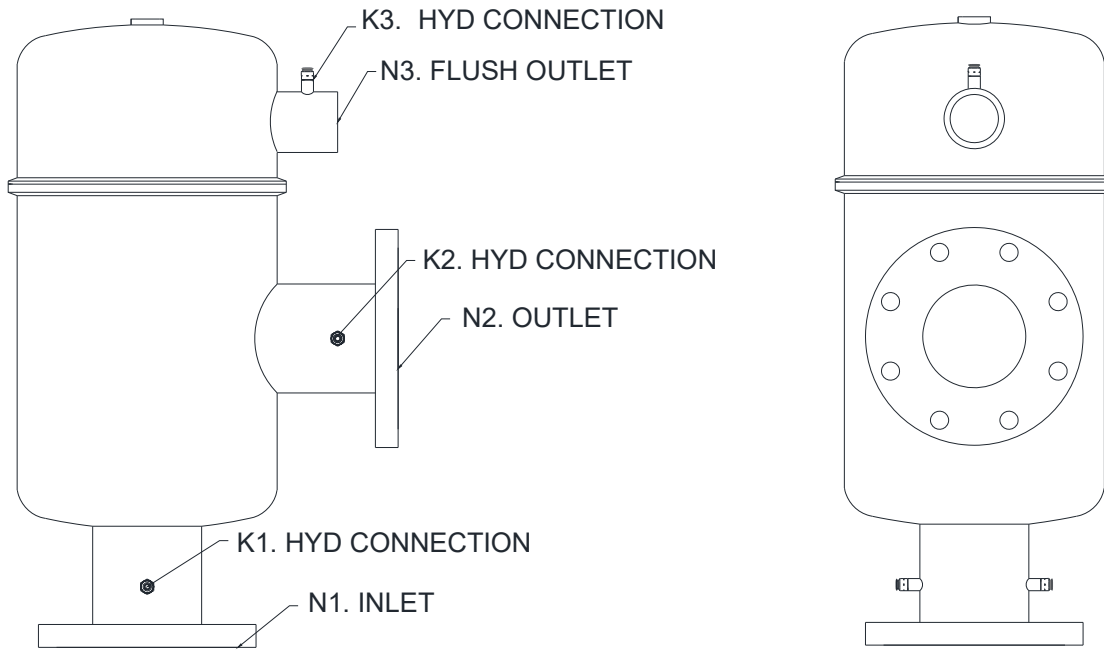 K3. HYD CONNECTION
N3. FLUSH OUTLET
K2. HYD CONNECTION
N2. OUTLET
K1. HYD CONNECTION
N1. INLET